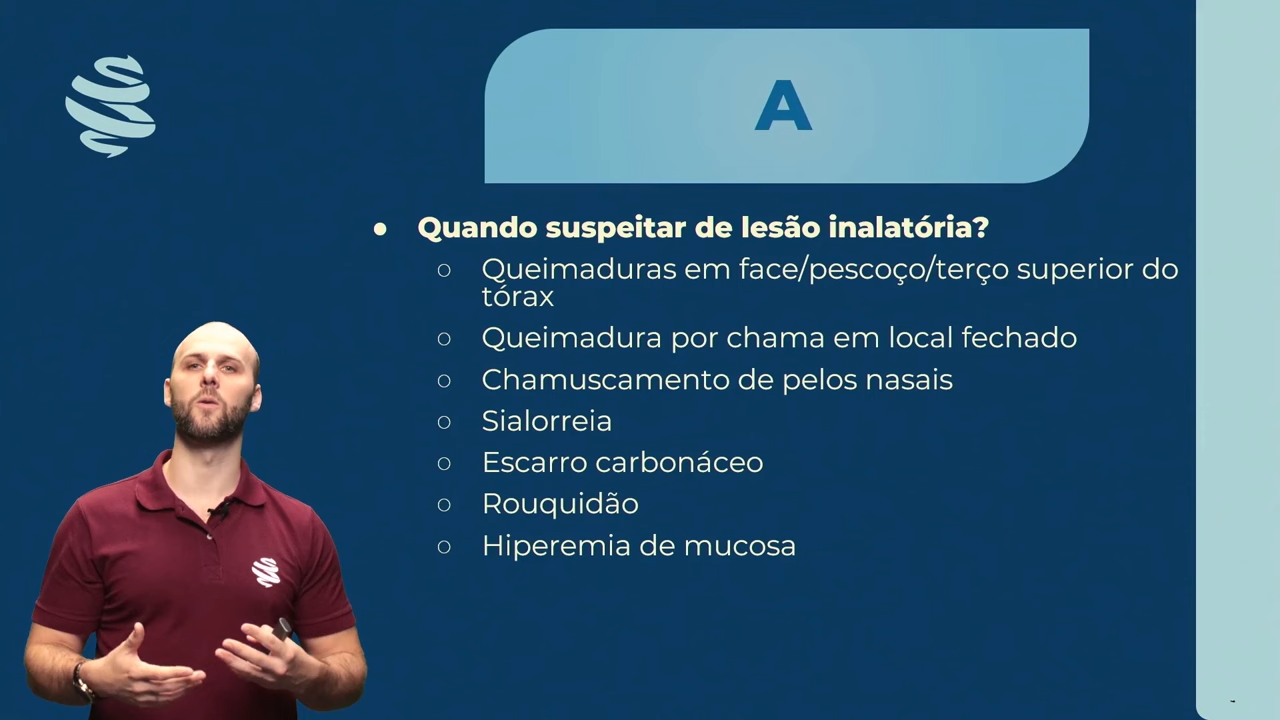 A
● Quando suspeitar de lesão inalatória?
○ Queimaduras em face/pescoço/terço superior do
tórax
○ Queimadura por chama em local fechado
○ Chamuscamento de pelos nasais
○ Sialorreia
○ Escarro carbonáceo
○ Rouquidão
○ Hiperemia de mucosa